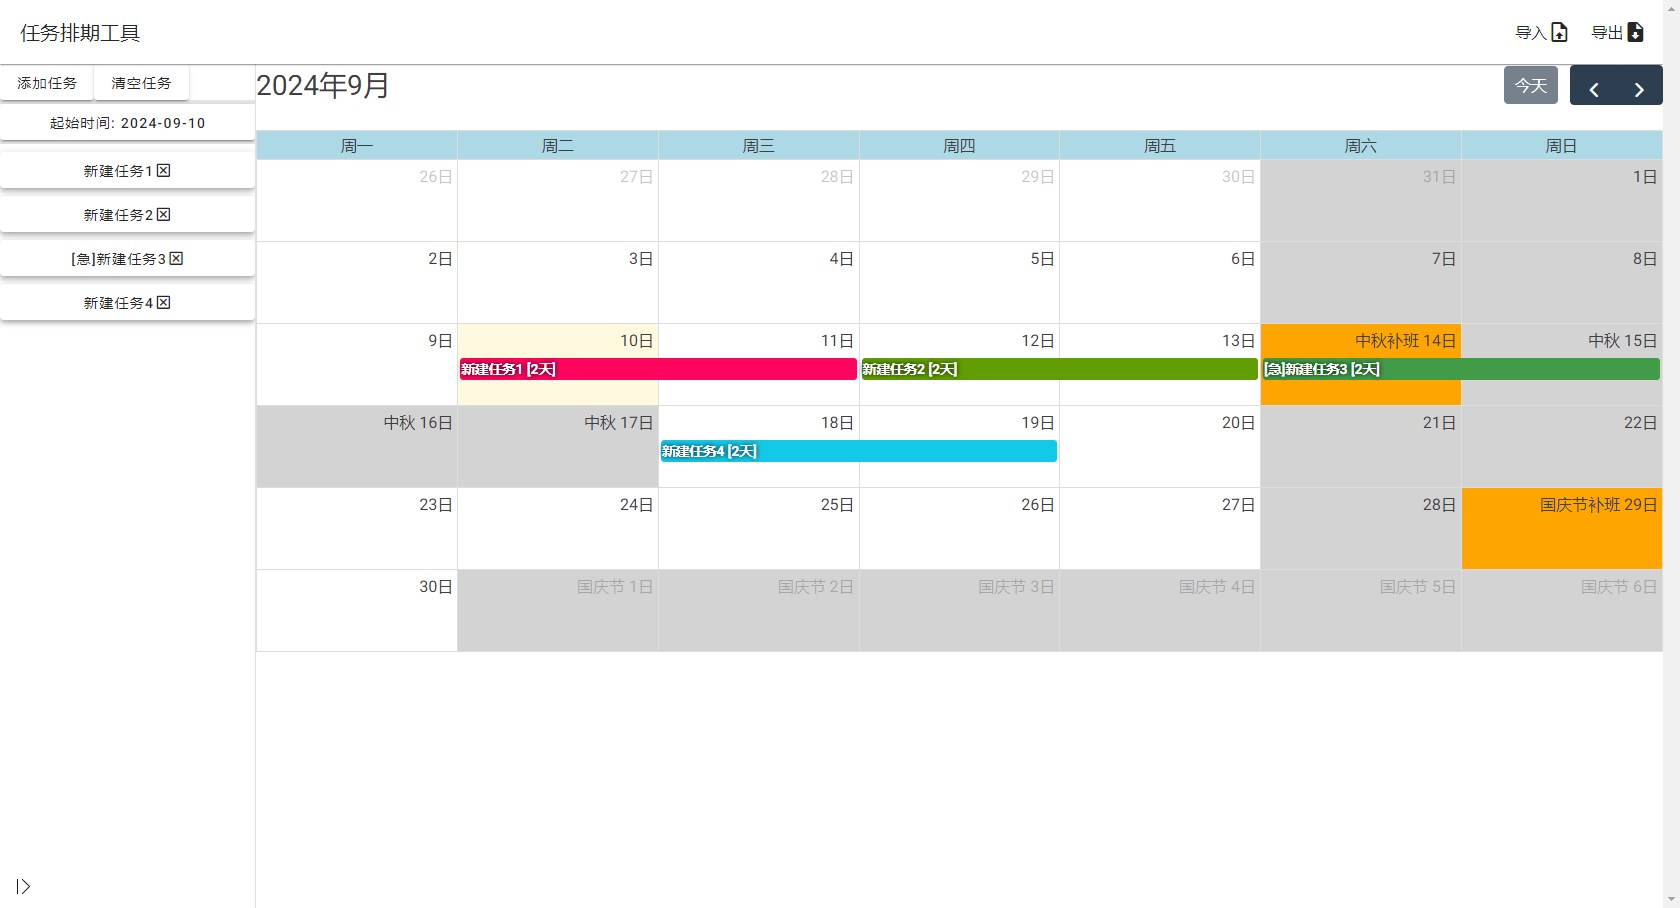 任务排期工具
导入
导出
添加任务
清空任务
起始时间: 2024-09-10
新建任务1
新建任务2
[急]新建任务3
新建任务4
2024年9月
今天
周一 周二 周三 周四 周五 周六 周日
26日 27日 28日 29日 30日 31日 1日
2日 3日 4日 5日 6日 7日 8日
9日 10日 11日 12日 13日 中秋补班 14日 中秋 15日
新建任务1 [2天] 新建任务2 [2天] [急]新建任务3 [2天]
中秋 16日 中秋 17日 18日 19日 20日 21日 22日
新建任务4 [2天]
23日 24日 25日 26日 27日 28日 国庆节补班 29日
30日 国庆节 1日 国庆节 2日 国庆节 3日 国庆节 4日 国庆节 5日 国庆节 6日